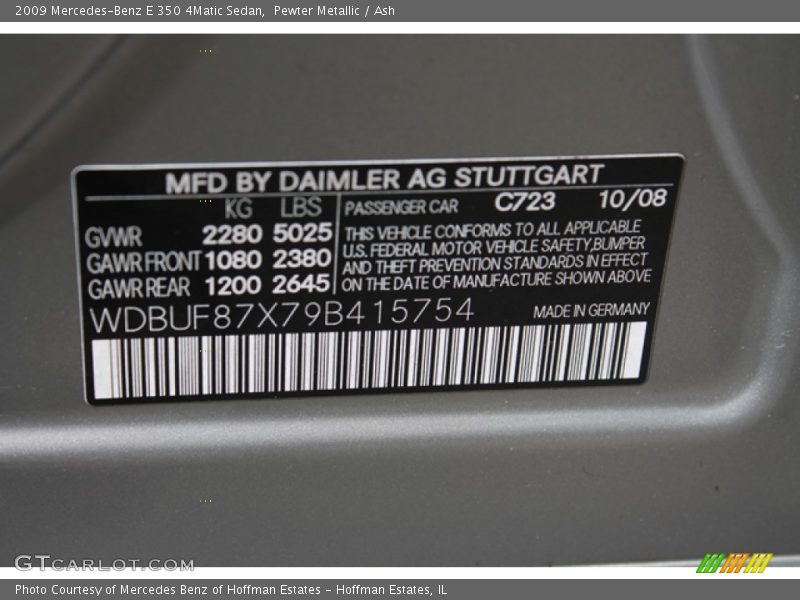 2009 Mercedes-Benz E 350 4Matic Sedan, Pewter Metallic / Ash
MFD BY DAIMLER AG STUTTGART
KG LBS
GVWR 2280 5025
GAWR FRONT 1080 2380
GAWR REAR 1200 2645
PASSENGER CAR C723 10/08
THIS VEHICLE CONFORMS TO ALL APPLICABLE
U.S. FEDERAL MOTOR VEHICLE SAFETY,BUMPER
AND THEFT PREVENTION STANDARDS IN EFFECT
ON THE DATE OF MANUFACTURE SHOWN ABOVE
WDBUF87X79B415754 MADE IN GERMANY
GTCARLOT.COM
Photo Courtesy of Mercedes Benz of Hoffman Estates - Hoffman Estates, IL